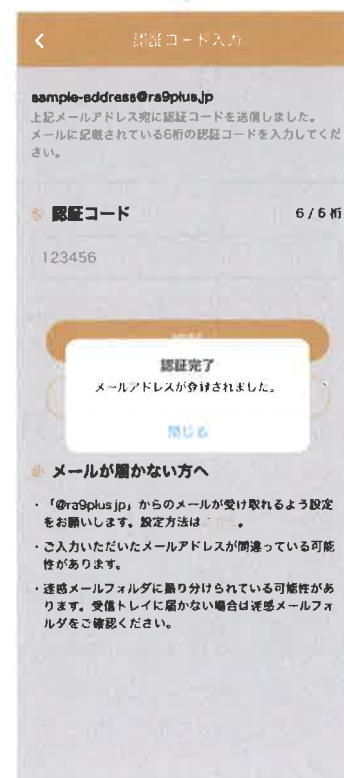 認証コード入力
sample-address@ra9plus.jp
上記メールアドレス宛に認証コードを送信しました。
メールに記載されている6桁の認証コードを入力してくだ
さい。
認証コード
6/6桁
123456
認証完了
メールアドレスが登録されました。
閉じる
メールが届かない方へ
・「@ra9plus.jp」からのメールが受け取れるよう設定
をお願いします。設定方法は
。
・ご入力いただいたメールアドレスが間違っている可能
性があります。
・迷惑メールフォルダに振り分けられている可能性があ
ります。受信トレイに届かない場合は迷惑メールフォ
ルダをご確認ください。